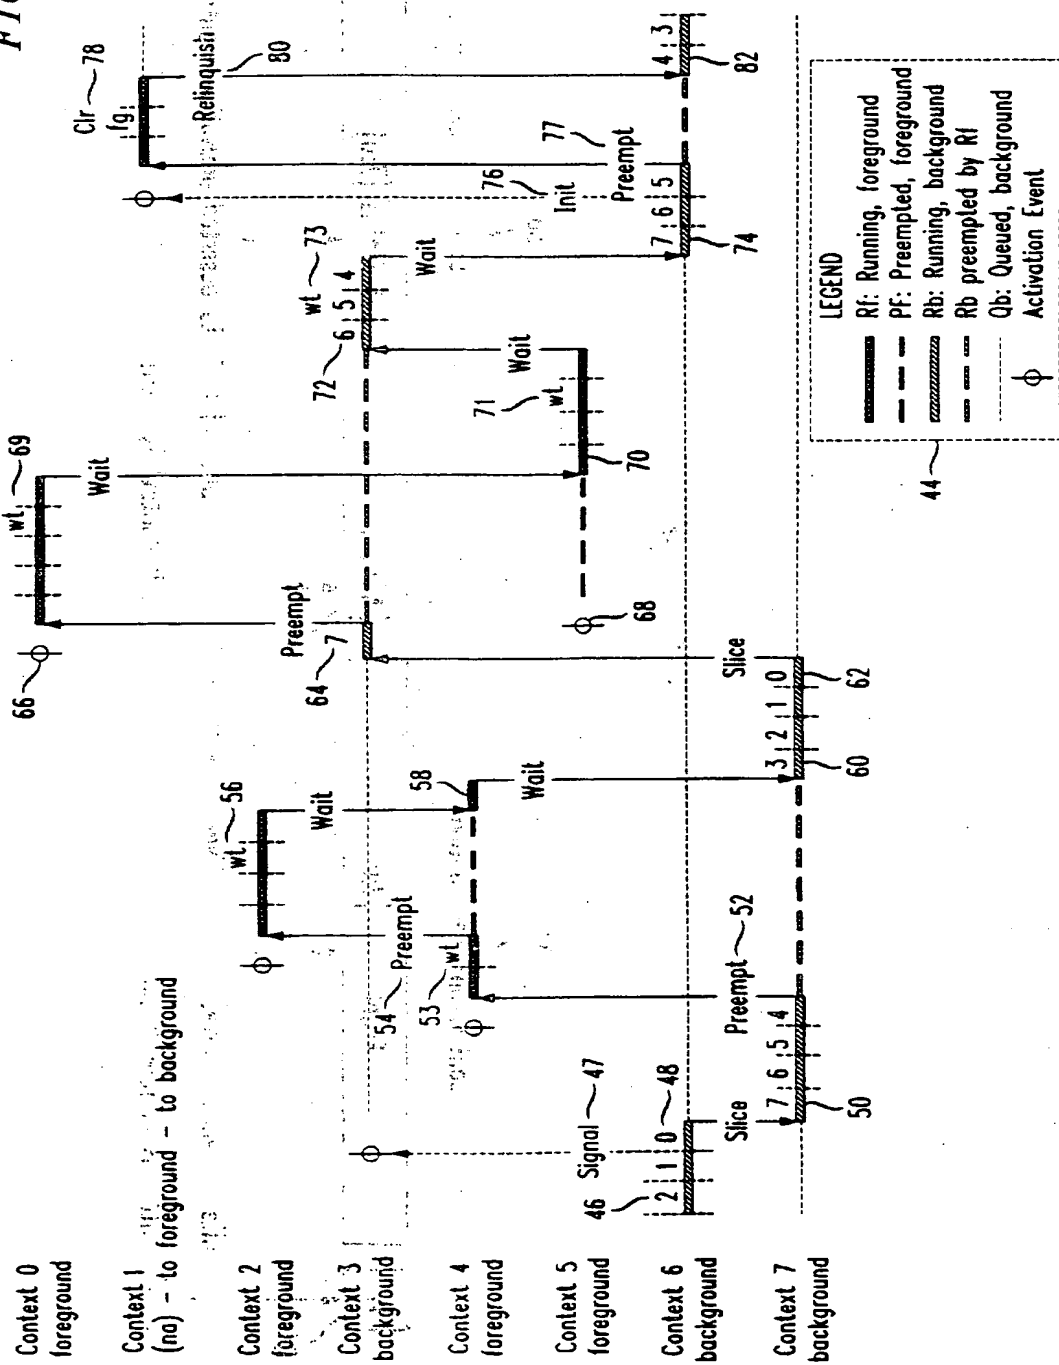 FIG
Context 0
foreground
66
wt
69
Wait
Context 1
(na) – to foreground – to background
Clr
78
fg
Relinquish
80
Context 2
foreground
wt
56
Wait
Context 3
background
54
Preempt
64
7
Preempt
72
6 5 4
wt
73
Wait
Context 4
foreground
53
wt
58
Wait
Context 5
foreground
68
70
71
wt
Wait
76
Init
77
Preempt
Context 6
background
46
Signal
47
2 1 0
48
Slice
Preempt
52
Slice
7 6 5
74
4 3
82
Context 7
background
7 6 5 4
50
3 2 1 0
60
62
44
LEGEND
Rf: Running, foreground
PF: Preempted, foreground
Rb: Running, background
Rb preempted by Rf
Qb: Queued, background
Activation Event